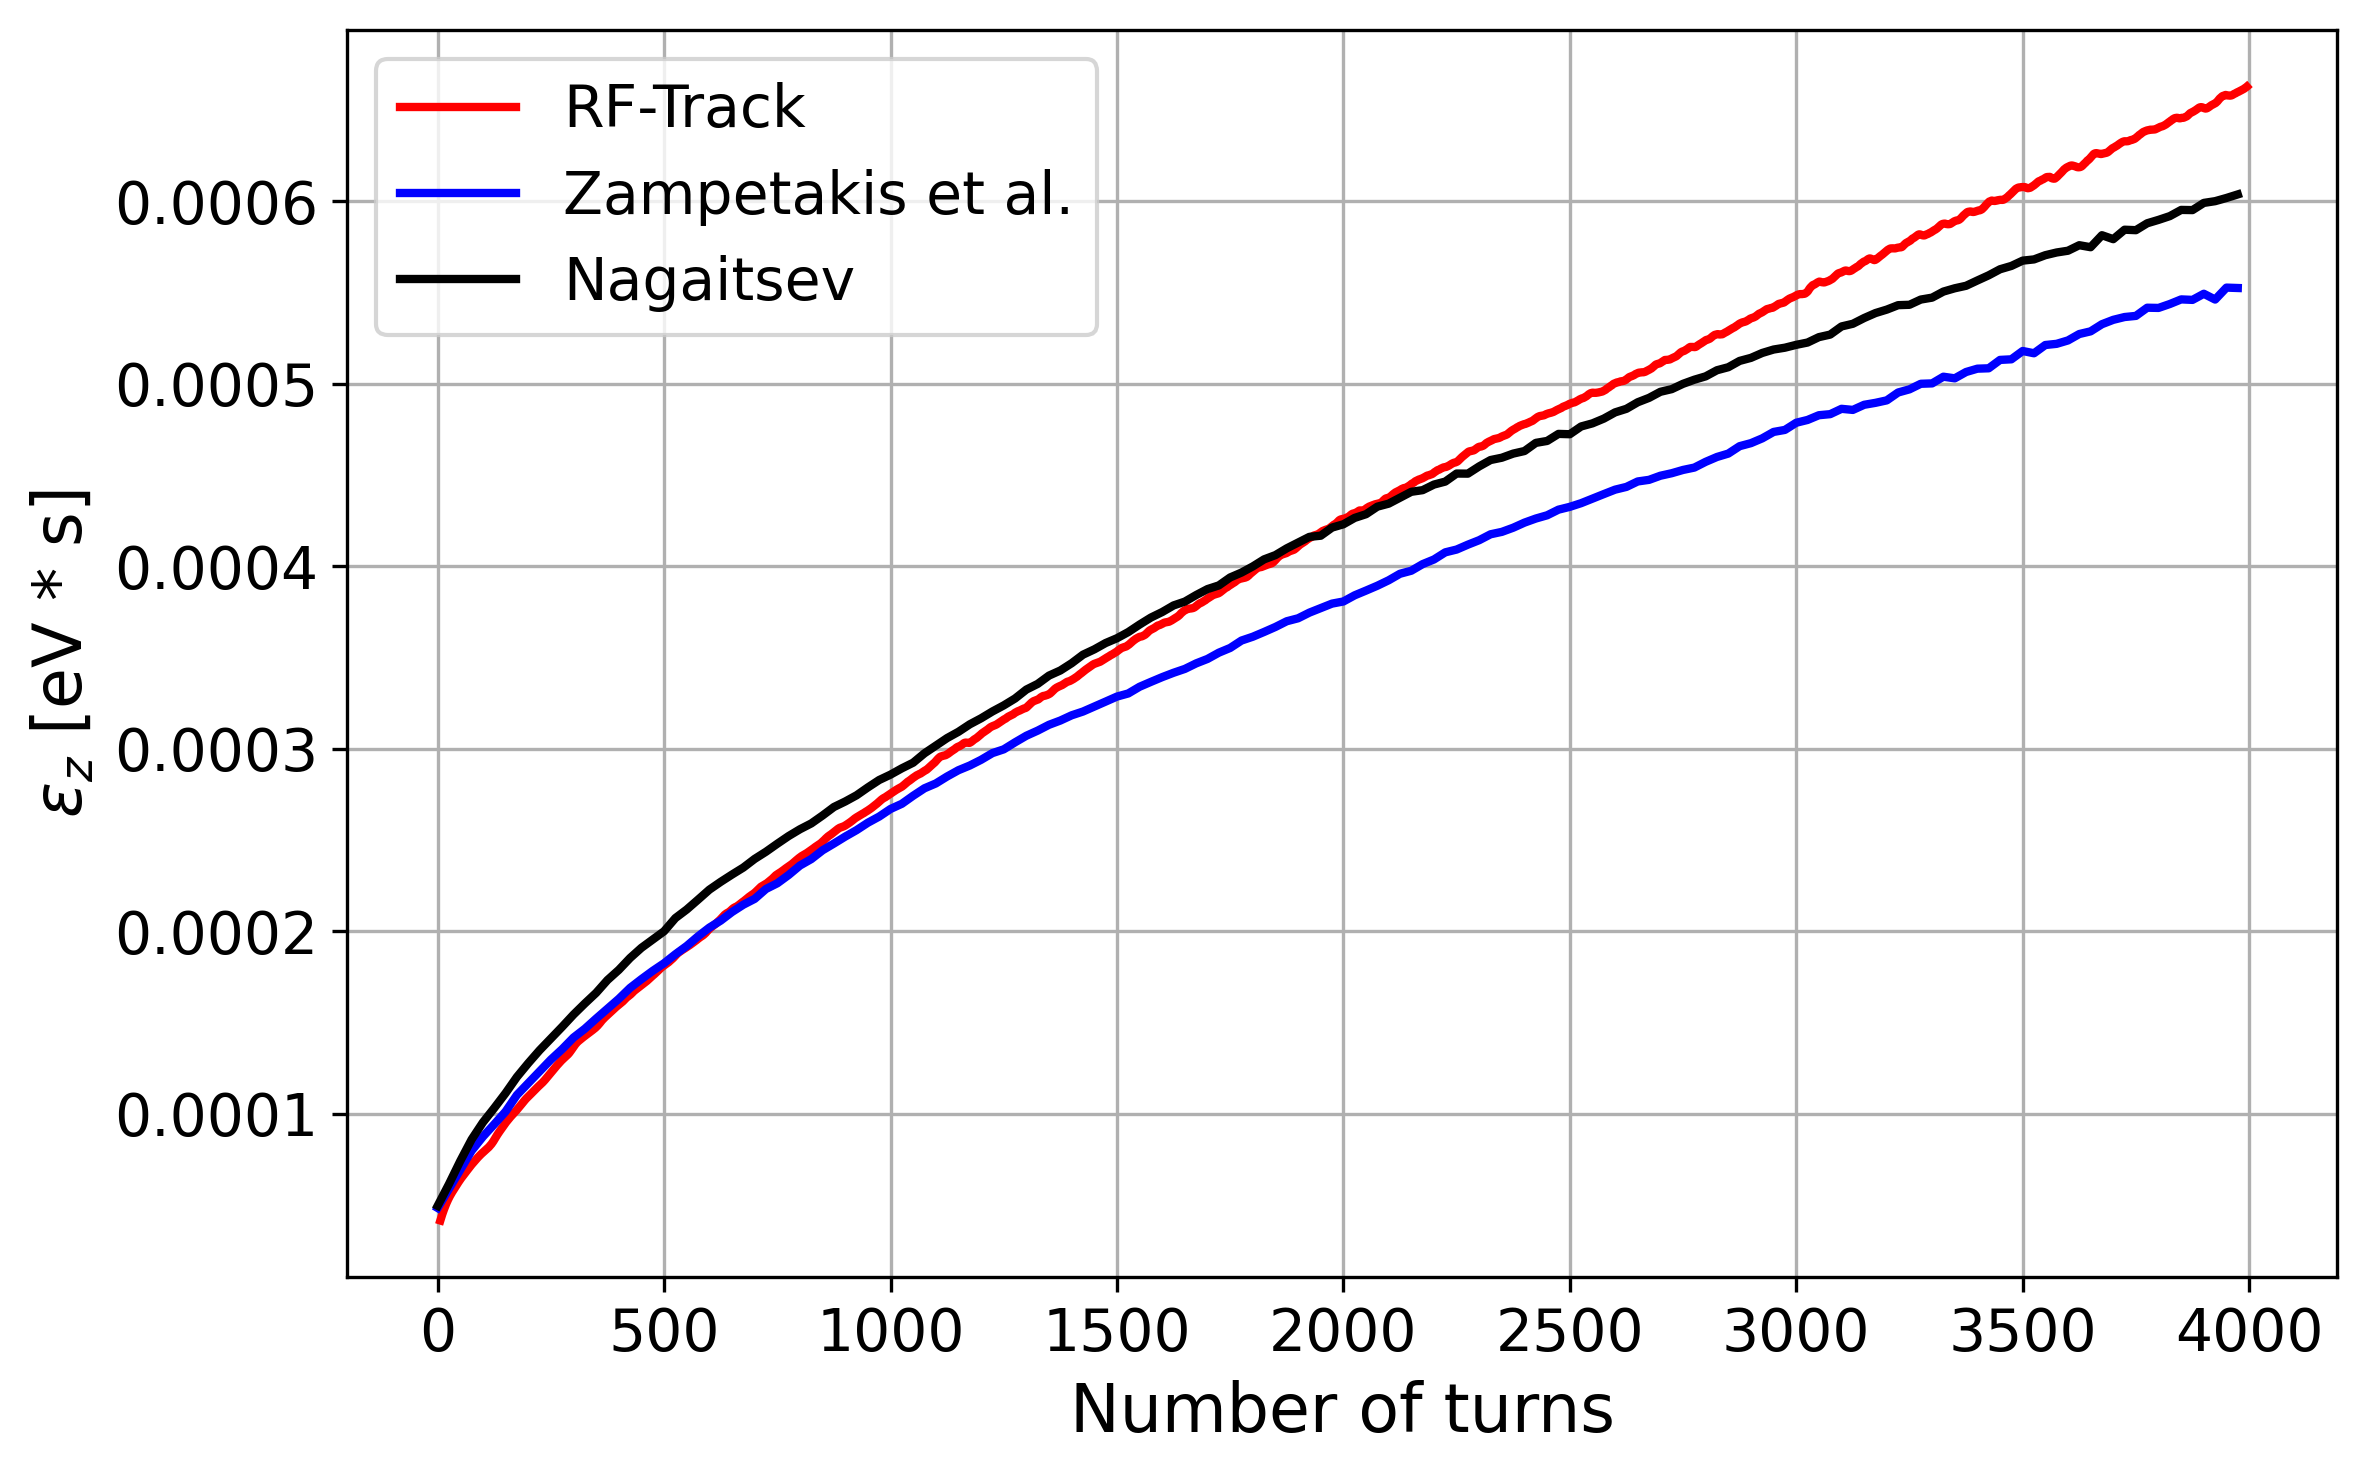 RF-Track
Zampetakis et al.
Nagaitsev
0.0006
0.0005
0.0004
0.0003
0.0002
0.0001
ε_z [eV * s]
0 500 1000 1500 2000 2500 3000 3500 4000
Number of turns